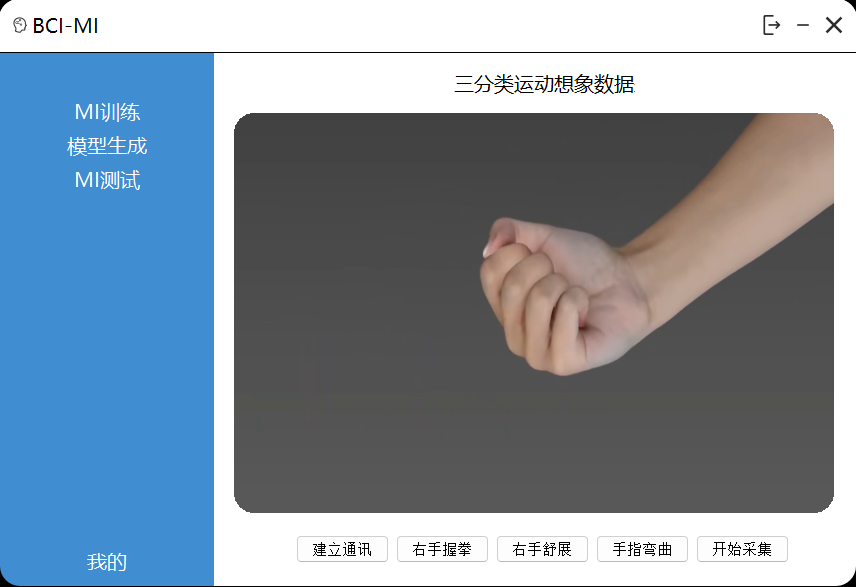 BCI-MI
MI训练
模型生成
MI测试
我的
三分类运动想象数据
建立通讯 右手握拳 右手舒展 手指弯曲 开始采集